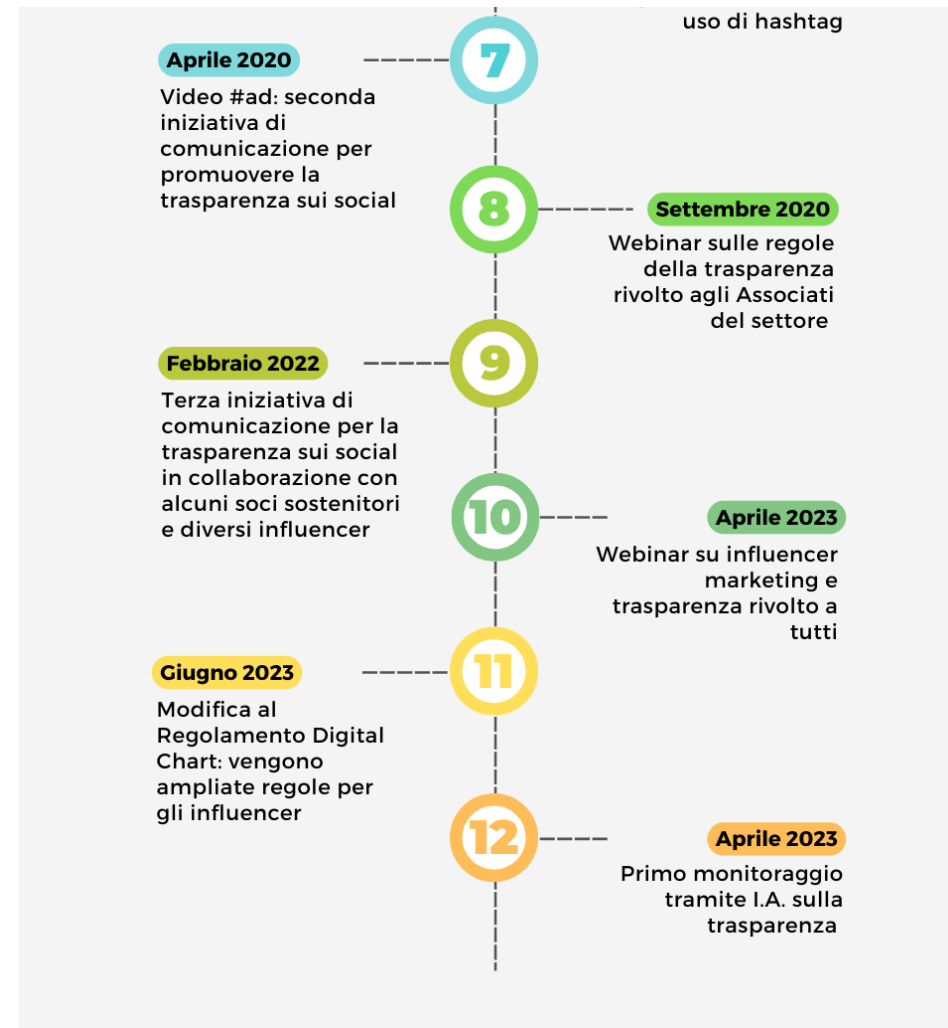 uso di hashtag
7
Aprile 2020
Video #ad: seconda
iniziativa di
comunicazione per
promuovere la
trasparenza sui social
8
Settembre 2020
Webinar sulle regole
della trasparenza
rivolto agli Associati
del settore
9
Febbraio 2022
Terza iniziativa di
comunicazione per la
trasparenza sui social
in collaborazione con
alcuni soci sostenitori
e diversi influencer
10
Aprile 2023
Webinar su influencer
marketing e
trasparenza rivolto a
tutti
11
Giugno 2023
Modifica al
Regolamento Digital
Chart: vengono
ampliate regole per
gli influencer
12
Aprile 2023
Primo monitoraggio
tramite I.A. sulla
trasparenza